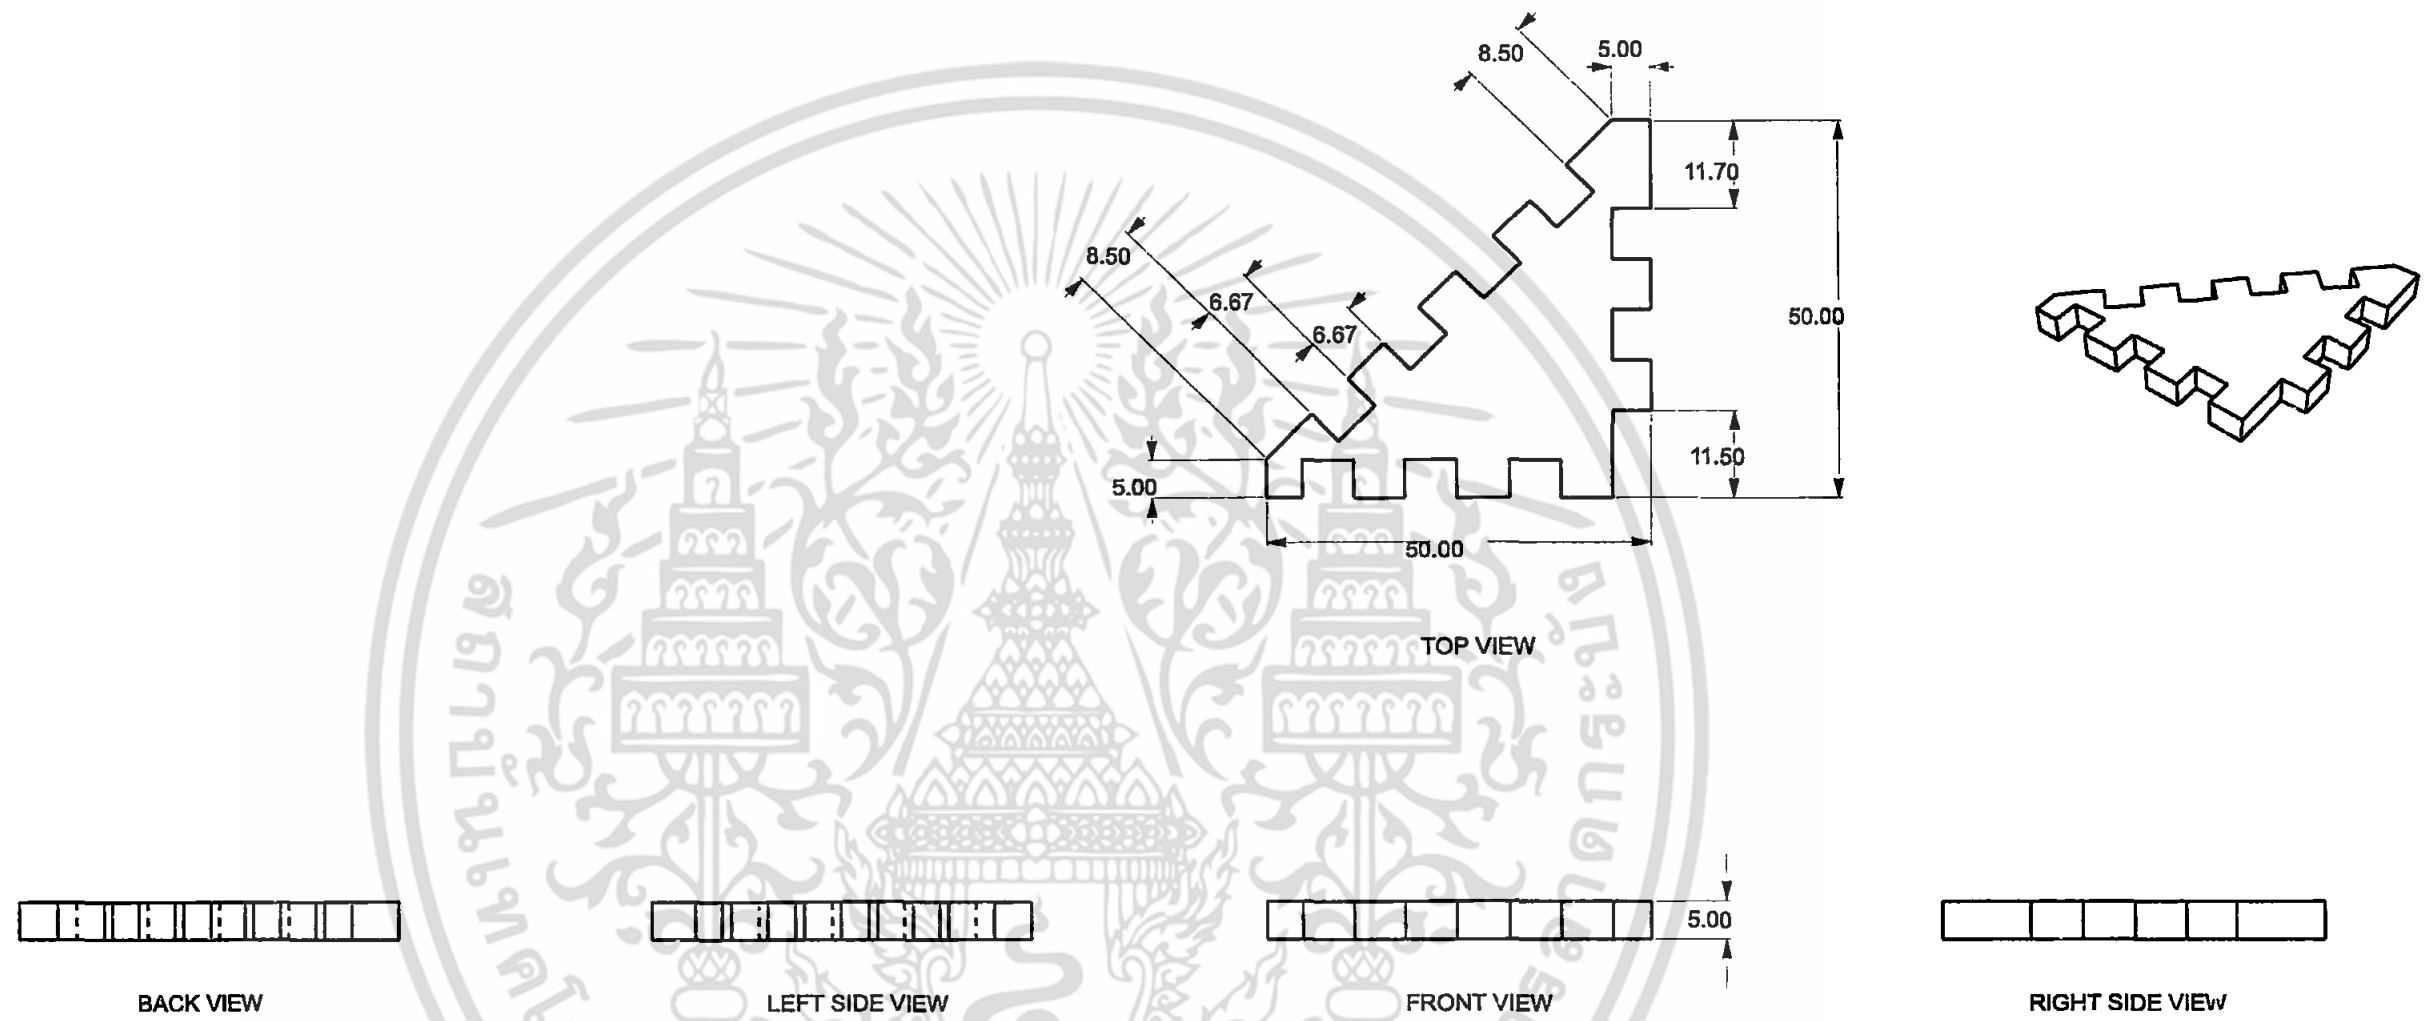 8.50
5.00
11.70
8.50
6.67
6.67
50.00
11.50
5.00
50.00
TOP VIEW
5.00
BACK VIEW
LEFT SIDE VIEW
FRONT VIEW
RIGHT SIDE VIEW